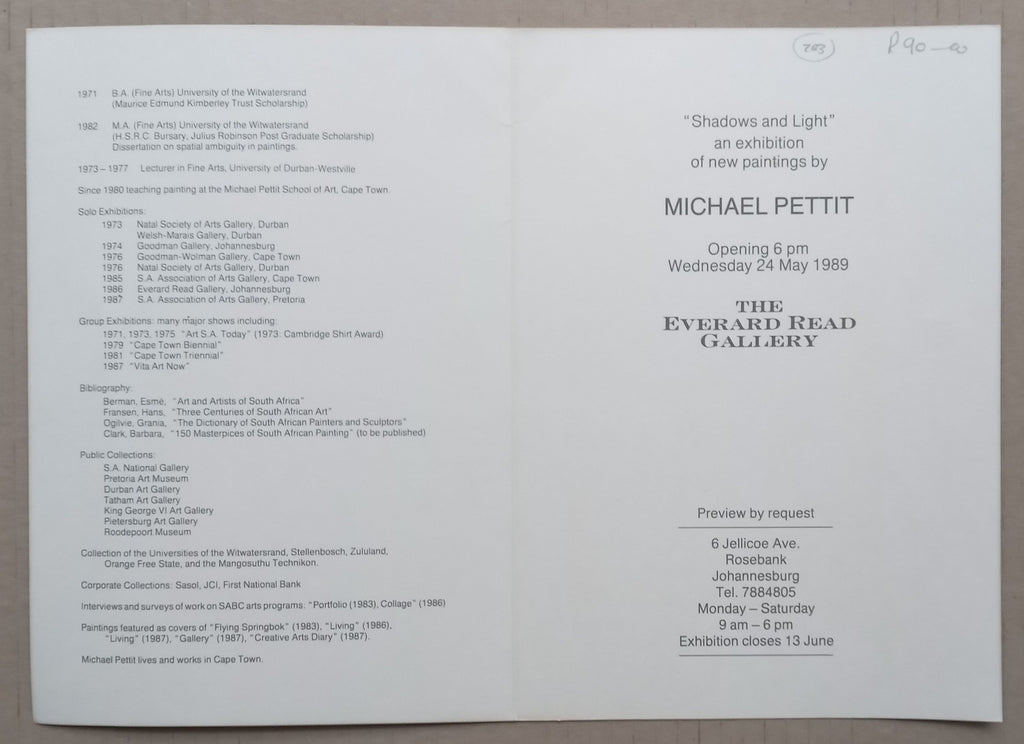 1971 B.A. (Fine Arts) University of the Witwatersrand
(Maurice Edmund Kimberley Trust Scholarship)
1982 M.A. (Fine Arts) University of the Witwatersrand
(H.S.R.C. Bursary, Julius Robinson Post Graduate Scholarship)
Dissertation on spatial ambiguity in paintings.
1973 – 1977 Lecturer in Fine Arts, University of Durban-Westville
Since 1980 teaching painting at the Michael Pettit School of Art, Cape Town.
Solo Exhibitions:
1973 Natal Society of Arts Gallery, Durban
Welsh-Marais Gallery, Durban
1974 Goodman Gallery, Johannesburg
1976 Goodman-Wolman Gallery, Cape Town
1976 Natal Society of Arts Gallery, Durban
1985 S.A. Association of Arts Gallery, Cape Town
1986 Everard Read Gallery, Johannesburg
1987 S.A. Association of Arts Gallery, Pretoria
Group Exhibitions: many major shows including:
1971, 1973, 1975 "Art S.A. Today" (1973: Cambridge Shirt Award)
1979 "Cape Town Biennial"
1981 "Cape Town Triennial"
1987 "Vita Art Now"
Bibliography:
Berman, Esmé, "Art and Artists of South Africa"
Fransen, Hans, "Three Centuries of South African Art"
Ogilvie, Grania, "The Dictionary of South African Painters and Sculptors"
Clark, Barbara, "150 Masterpices of South African Painting" (to be published)
Public Collections:
S.A. National Gallery
Pretoria Art Museum
Durban Art Gallery
Tatham Art Gallery
King George VI Art Gallery
Pietersburg Art Gallery
Roodepoort Museum
Collection of the Universities of the Witwatersrand, Stellenbosch, Zululand,
Orange Free State, and the Mangosuthu Technikon.
Corporate Collections: Sasol, JCI, First National Bank
Interviews and surveys of work on SABC arts programs: "Portfolio (1983), Collage" (1986)
Paintings featured as covers of "Flying Springbok" (1983), "Living" (1986),
"Living" (1987), "Gallery" (1987), "Creative Arts Diary" (1987).
Michael Pettit lives and works in Cape Town.
203 R90-00
"Shadows and Light"
an exhibition
of new paintings by
MICHAEL PETTIT
Opening 6 pm
Wednesday 24 May 1989
THE
EVERARD READ
GALLERY
Preview by request
6 Jellicoe Ave.
Rosebank
Johannesburg
Tel. 7884805
Monday – Saturday
9 am – 6 pm
Exhibition closes 13 June